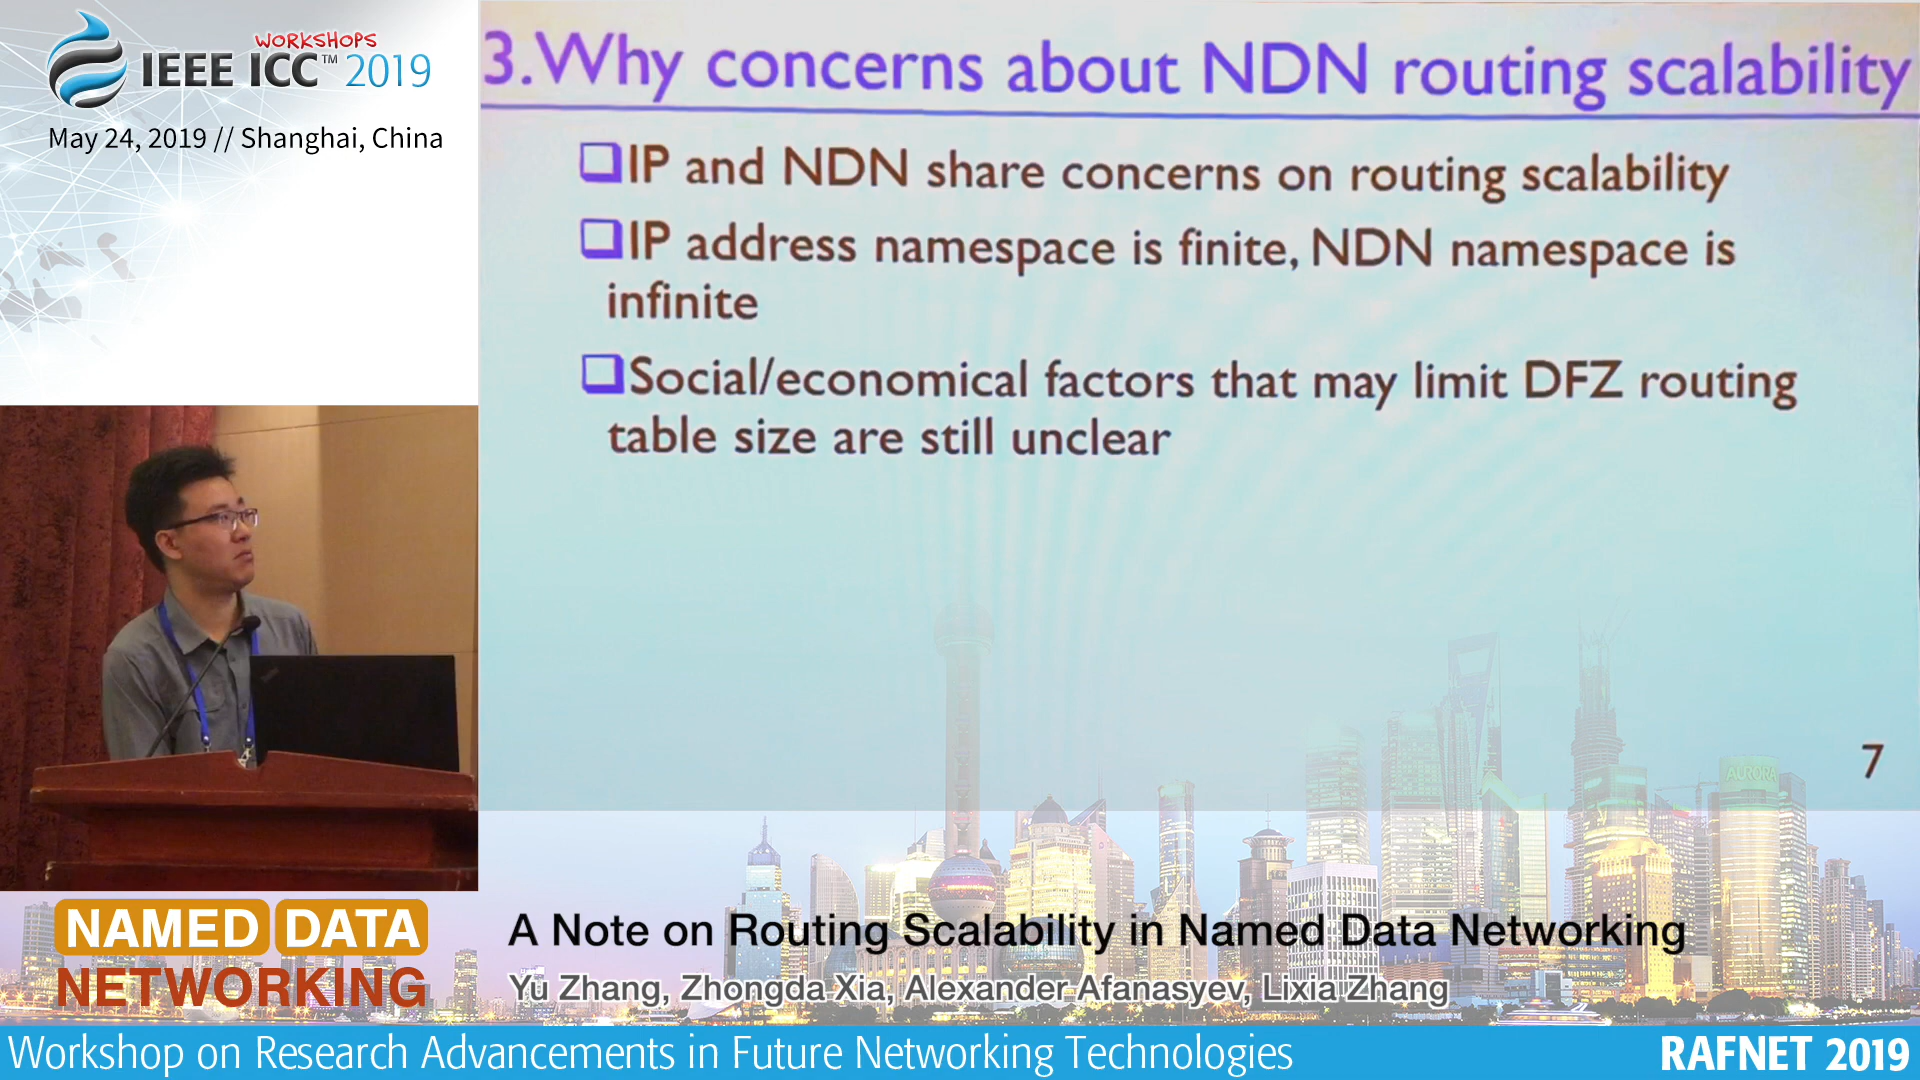 WORKSHOPS
IEEE ICC™ 2019
May 24, 2019 // Shanghai, China
3. Why concerns about NDN routing scalability
IP and NDN share concerns on routing scalability
IP address namespace is finite, NDN namespace is
infinite
Social/economical factors that may limit DFZ routing
table size are still unclear
7
AURORA
NAMED DATA
NETWORKING
A Note on Routing Scalability in Named Data Networking
Yu Zhang, Zhongda Xia, Alexander Afanasyev, Lixia Zhang
Workshop on Research Advancements in Future Networking Technologies
RAFNET 2019